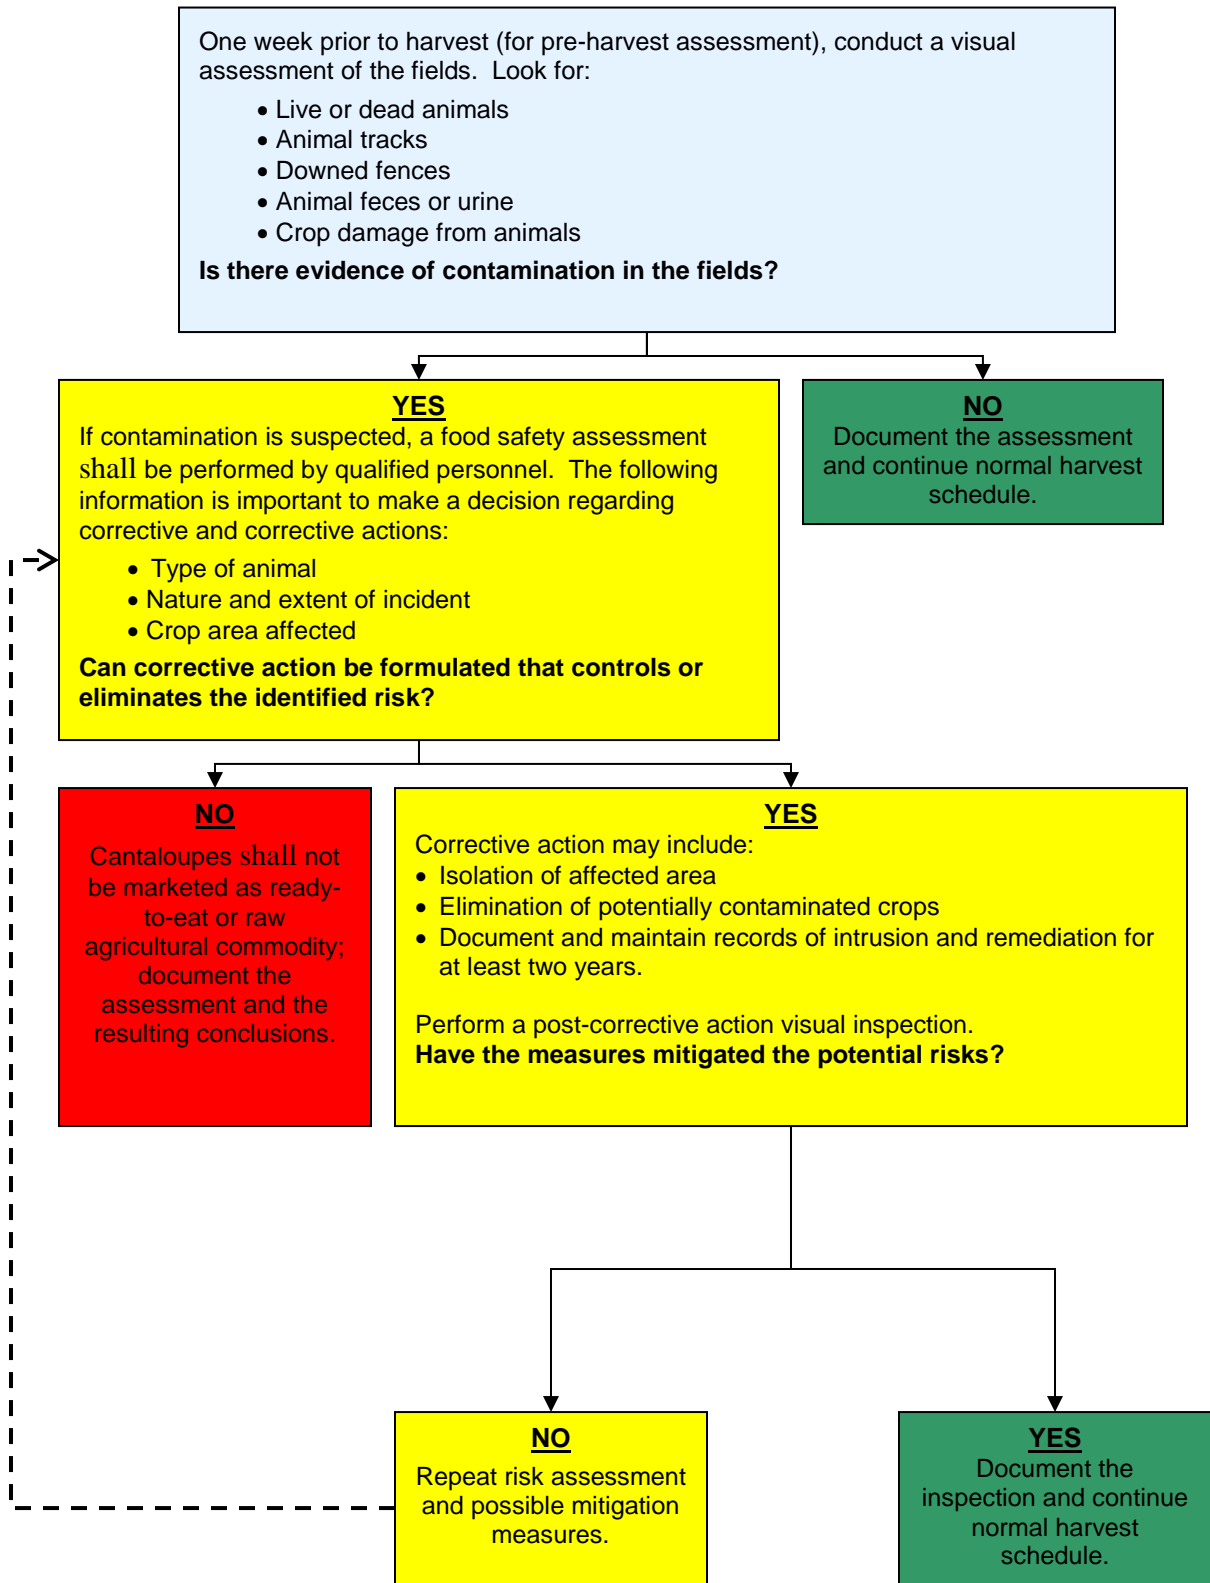 One week prior to harvest (for pre-harvest assessment), conduct a visual
assessment of the fields.  Look for:
• Live or dead animals
• Animal tracks
• Downed fences
• Animal feces or urine
• Crop damage from animals
Is there evidence of contamination in the fields?
YES
If contamination is suspected, a food safety assessment
shall be performed by qualified personnel.  The following
information is important to make a decision regarding
corrective and corrective actions:
• Type of animal
• Nature and extent of incident
• Crop area affected
Can corrective action be formulated that controls or
eliminates the identified risk?
NO
Document the assessment
and continue normal harvest
schedule.
NO
Cantaloupes shall not
be marketed as ready-
to-eat or raw
agricultural commodity;
document the
assessment and the
resulting conclusions.
YES
Corrective action may include:
• Isolation of affected area
• Elimination of potentially contaminated crops
• Document and maintain records of intrusion and remediation for
at least two years.
Perform a post-corrective action visual inspection.
Have the measures mitigated the potential risks?
NO
Repeat risk assessment
and possible mitigation
measures.
YES
Document the
inspection and continue
normal harvest
schedule.